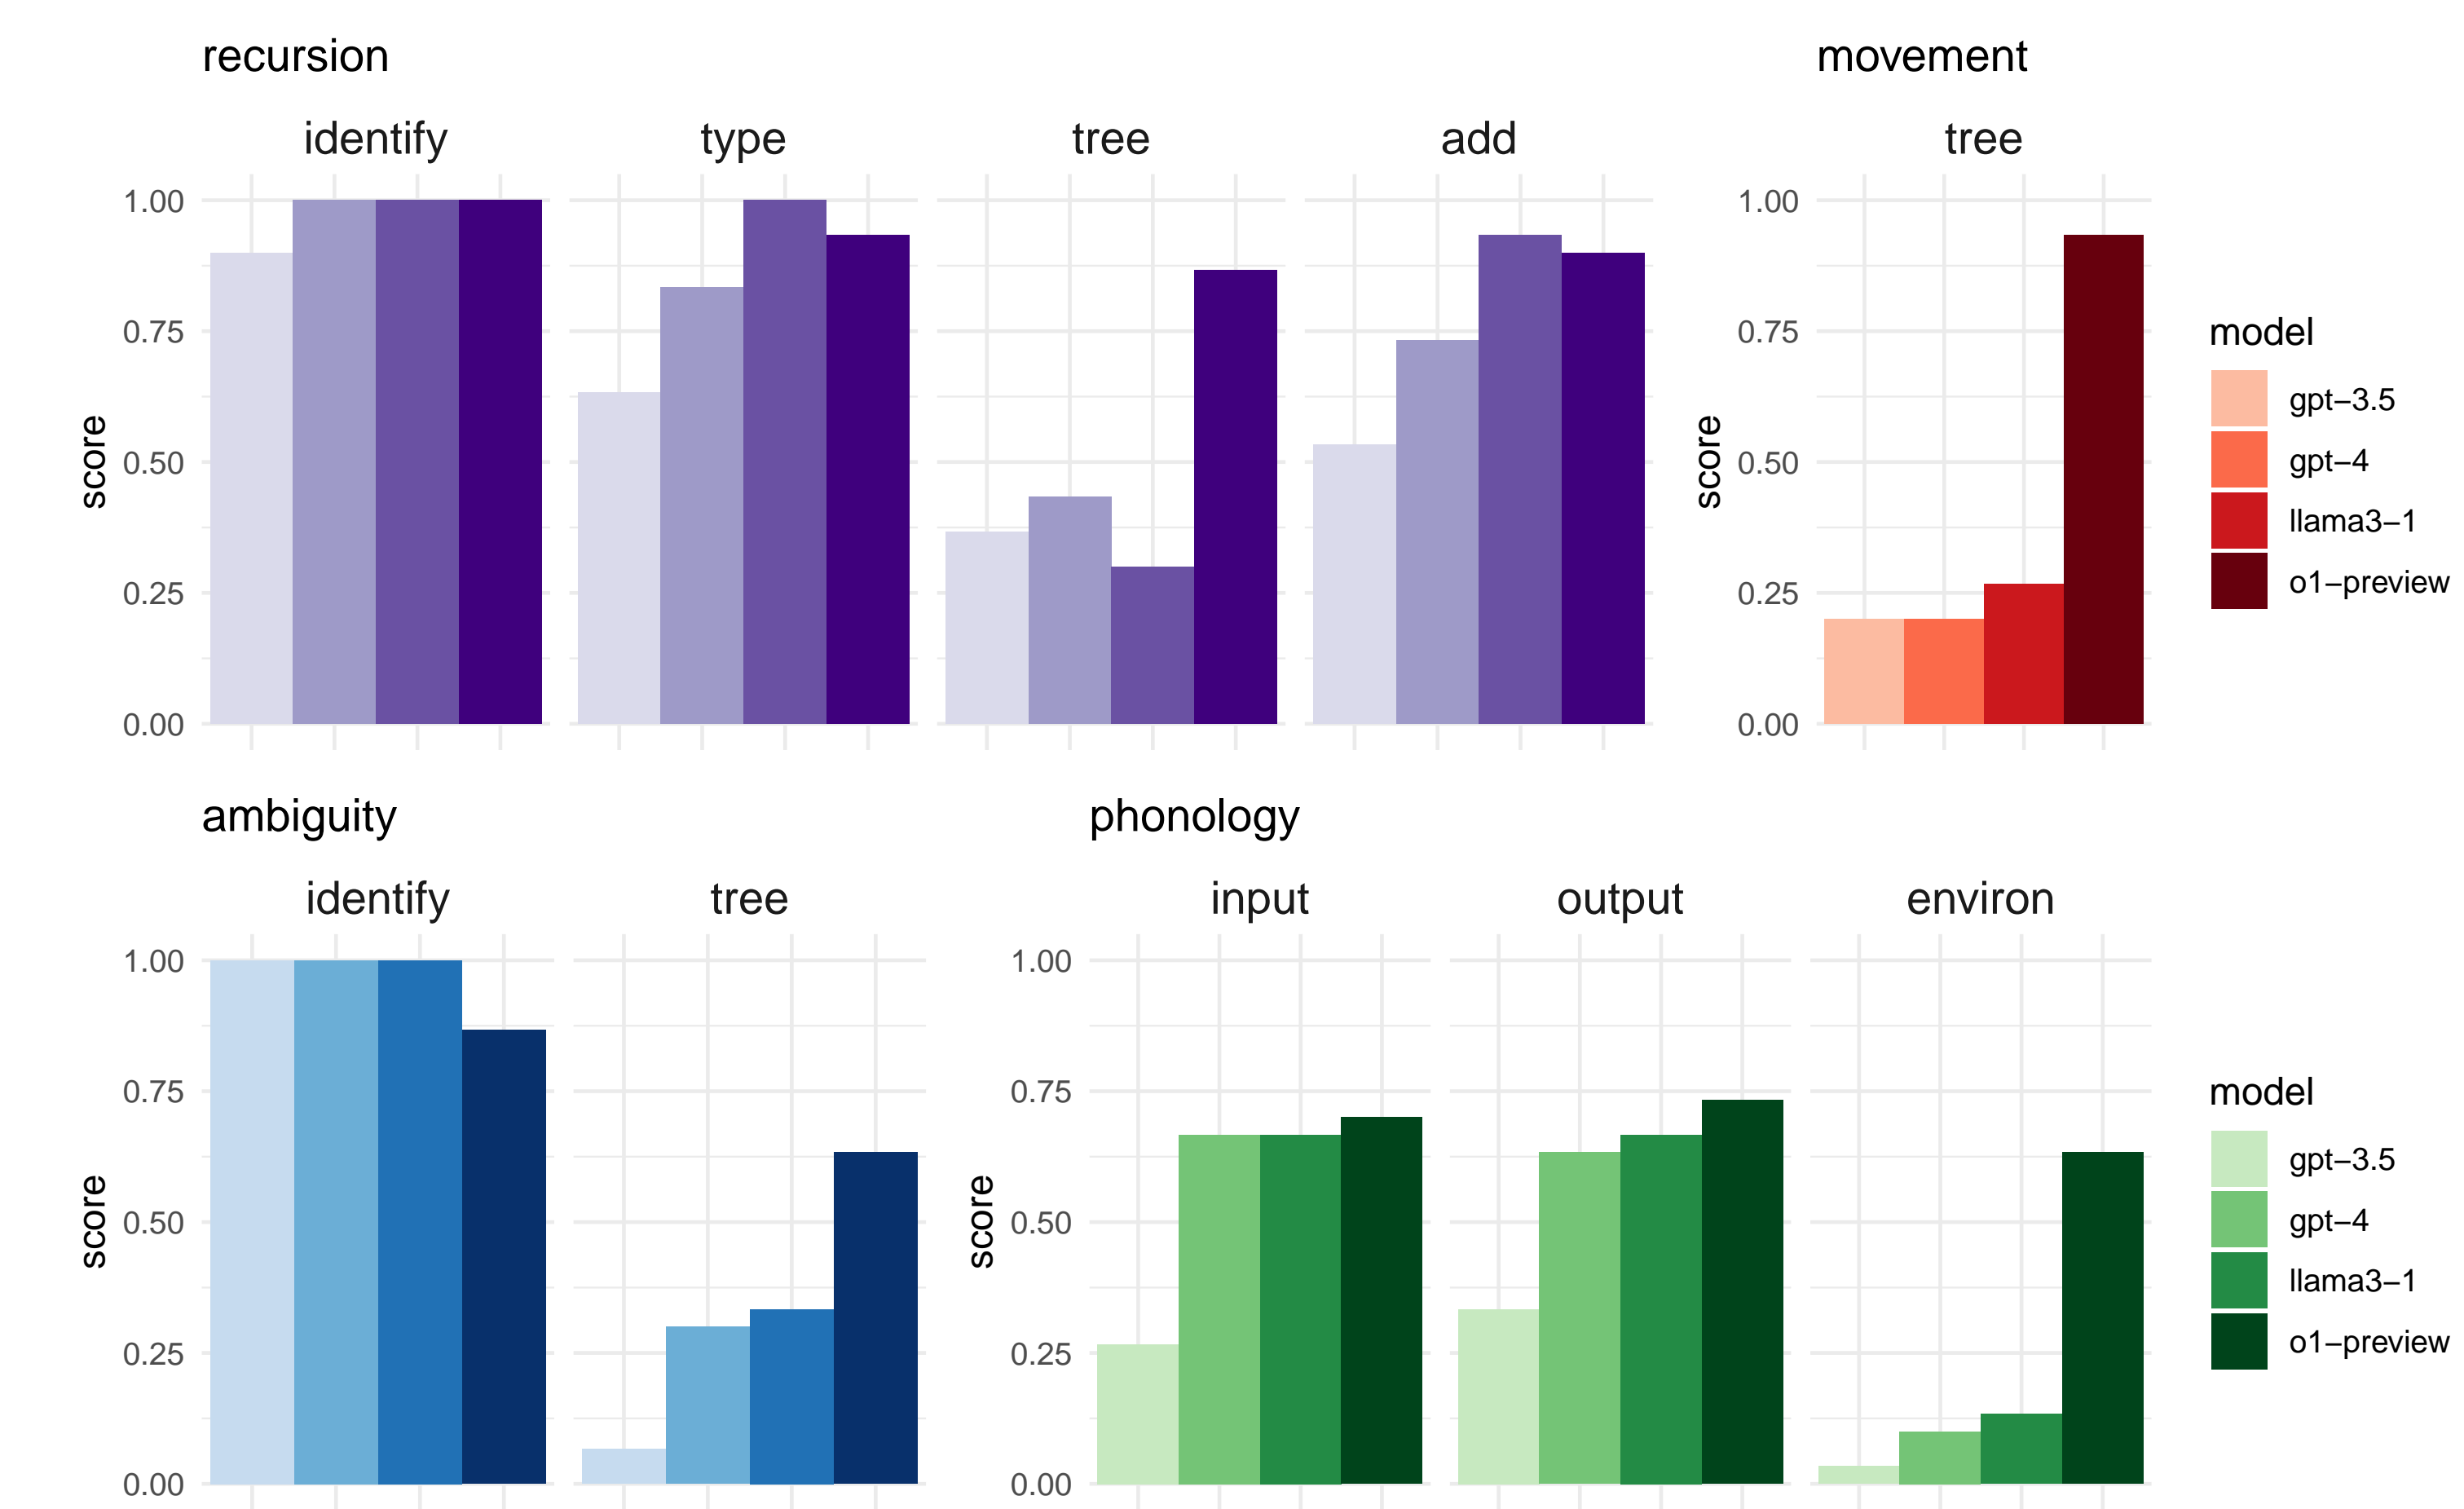 recursion
identify
type
tree
add
score
1.00
0.75
0.50
0.25
0.00
movement
tree
score
1.00
0.75
0.50
0.25
0.00
model
gpt−3.5
gpt−4
llama3−1
o1−preview
ambiguity
identify
tree
score
1.00
0.75
0.50
0.25
0.00
phonology
input
output
environ
score
1.00
0.75
0.50
0.25
0.00
model
gpt−3.5
gpt−4
llama3−1
o1−preview